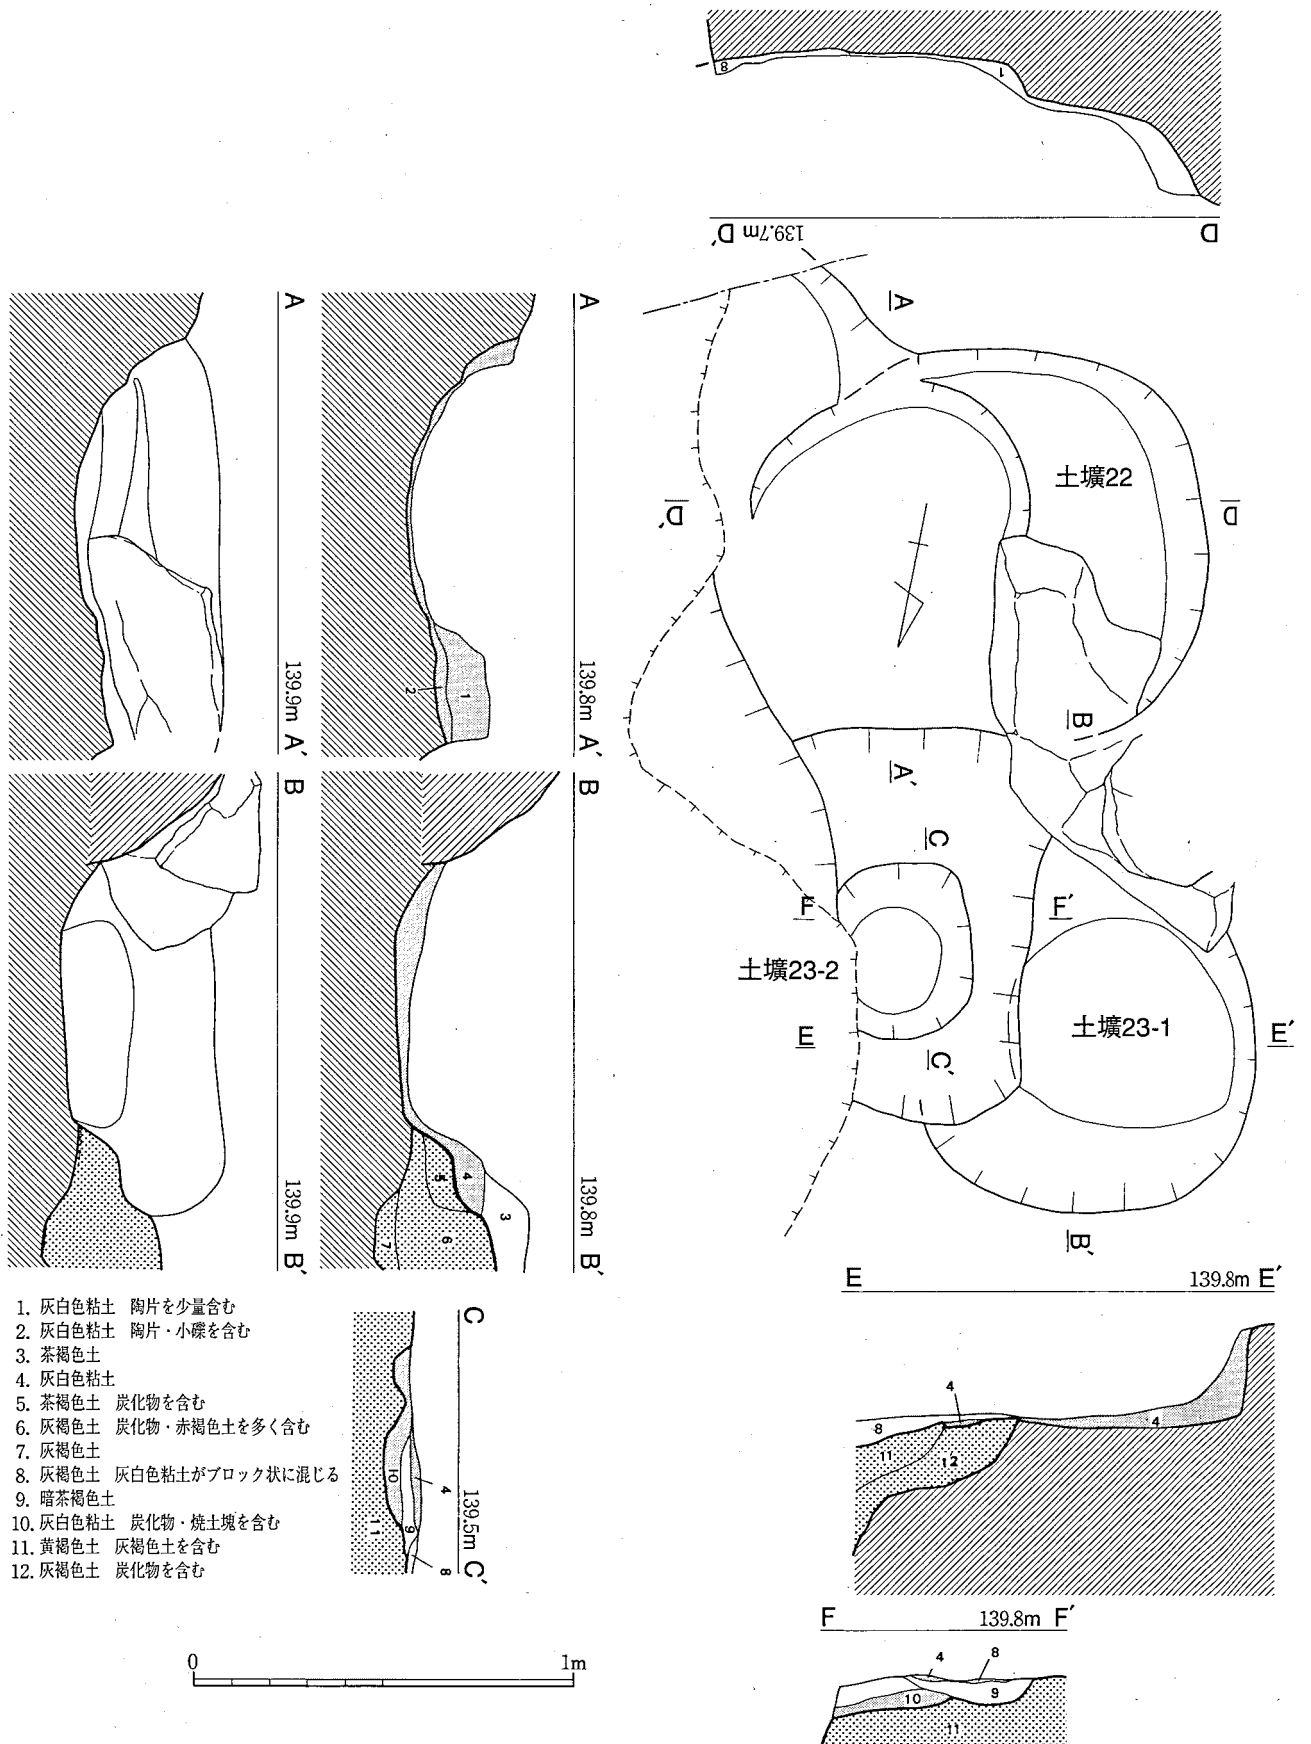 8
1
D′ 139.7m D
A
A
A
土壙22
D′
D
2
1
139.9m A′
139.8m A′
B
A′
B
B
C
F
F′
土壙23-2
土壙23-1
E
E′
C′
5
4
3
6
7
139.9m B′
139.8m B′
B′
E 139.8m E′
4
8
4
11
12
1. 灰白色粘土 陶片を少量含む
2. 灰白色粘土 陶片・小礫を含む
3. 茶褐色土
4. 灰白色粘土
5. 茶褐色土 炭化物を含む
6. 灰褐色土 炭化物・赤褐色土を多く含む
7. 灰褐色土
8. 灰褐色土 灰白色粘土がブロック状に混じる
9. 暗茶褐色土
10. 灰白色粘土 炭化物・焼土塊を含む
11. 黄褐色土 灰褐色土を含む
12. 灰褐色土 炭化物を含む
C
10
4
11
9
8
139.5m C′
0 1m
F 139.8m F′
4
8
10
9
11